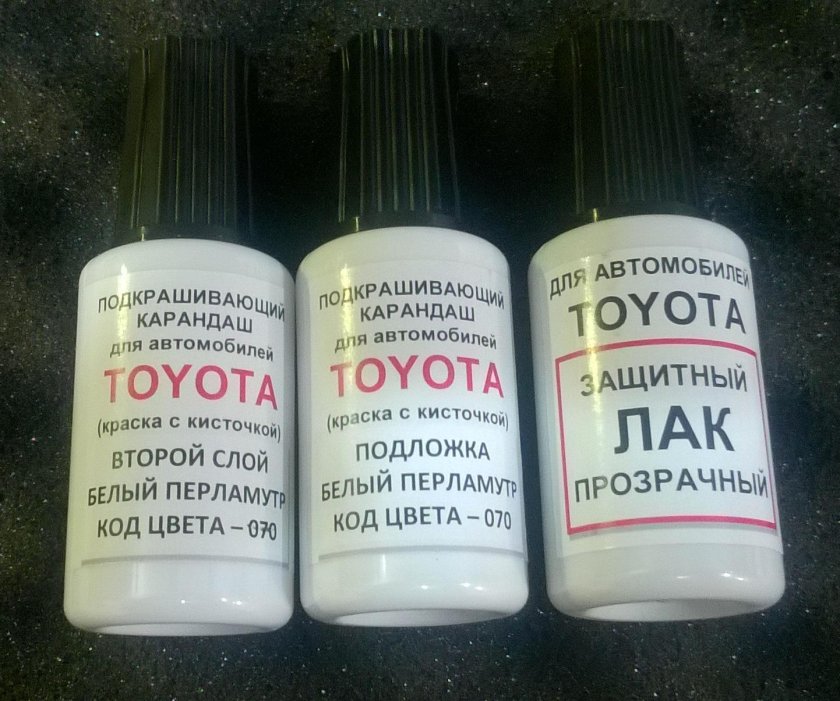 ПОДКРАШИВАЮЩИЙ
КАРАНДАШ
для автомобилей
TOYOTA
(краска с кисточкой)
ВТОРОЙ СЛОЙ
БЕЛЫЙ ПЕРЛАМУТР
КОД ЦВЕТА – 070
ПОДКРАШИВАЮЩИЙ
КАРАНДАШ
для автомобилей
TOYOTA
(краска с кисточкой)
ПОДЛОЖКА
БЕЛЫЙ ПЕРЛАМУТР
КОД ЦВЕТА – 070
ДЛЯ АВТОМОБИЛЕЙ
TOYOTA
ЗАЩИТНЫЙ
ЛАК
ПРОЗРАЧНЫЙ